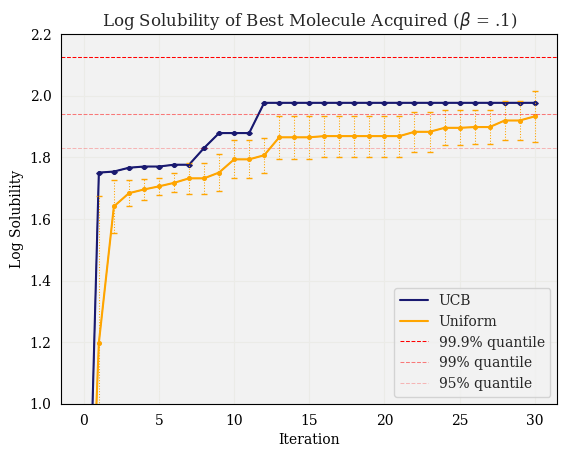 Log Solubility of Best Molecule Acquired (β = .1)
Log Solubility
2.2
2.0
1.8
1.6
1.4
1.2
1.0
UCB
Uniform
99.9% quantile
99% quantile
95% quantile
0 5 10 15 20 25 30
Iteration